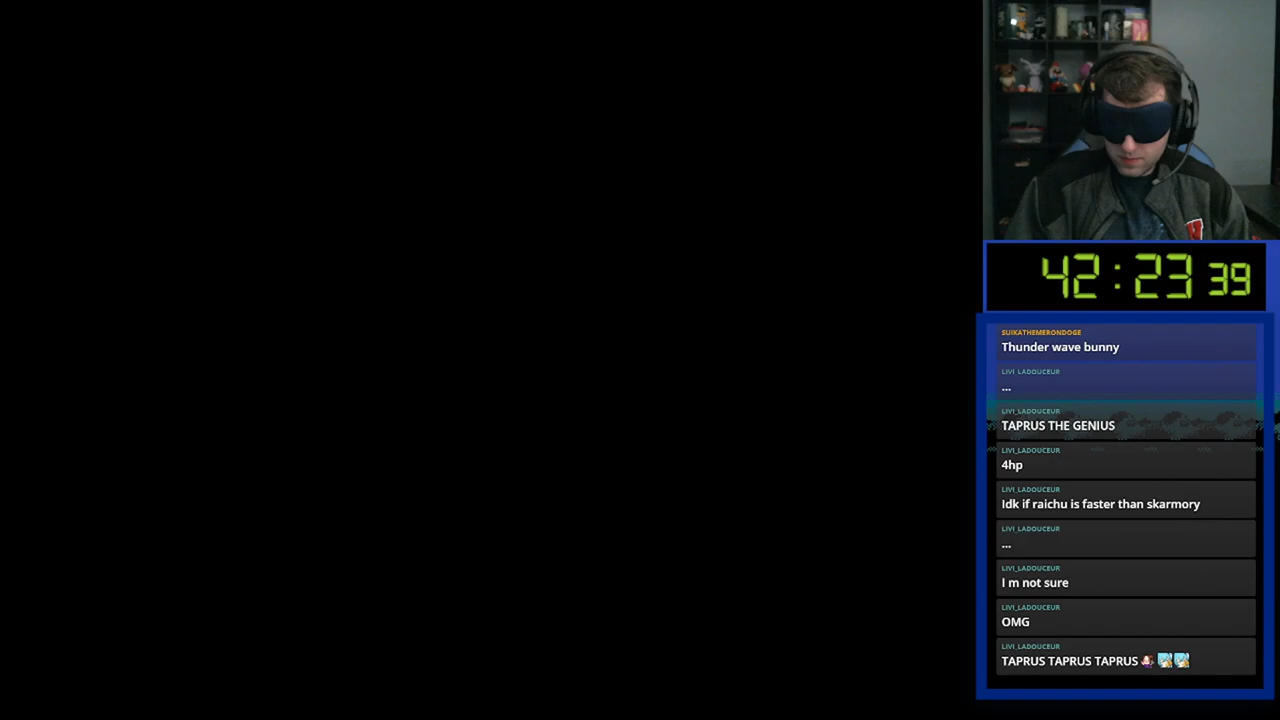 42:23 39
SUIKATHEMERONDOGE
Thunder wave bunny
LIVI_LADOUCEUR
...
LIVI_LADOUCEUR
TAPRUS THE GENIUS
LIVI_LADOUCEUR
4hp
LIVI_LADOUCEUR
Idk if raichu is faster than skarmory
LIVI_LADOUCEUR
...
LIVI_LADOUCEUR
I m not sure
LIVI_LADOUCEUR
OMG
LIVI_LADOUCEUR
TAPRUS TAPRUS TAPRUS